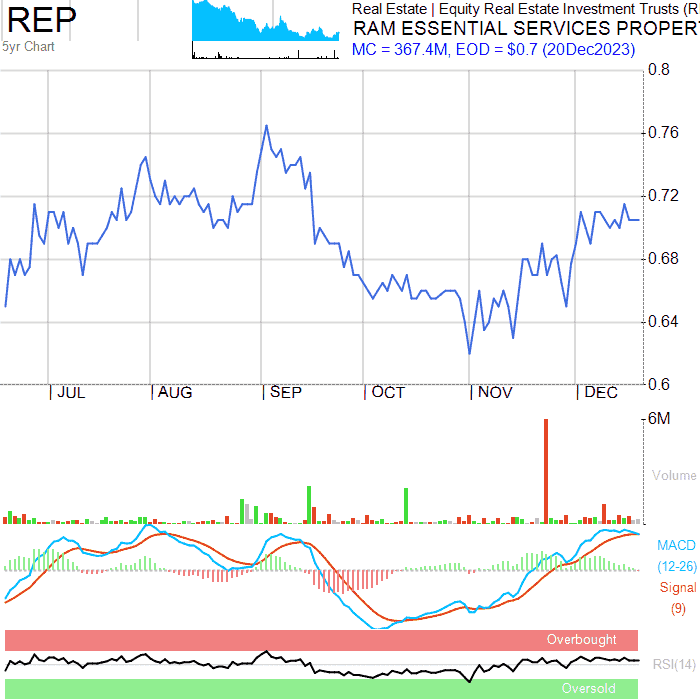 REP
5yr Chart
Real Estate | Equity Real Estate Investment Trusts (R
RAM ESSENTIAL SERVICES PROPER
MC = 367.4M, EOD = $0.7 (20Dec2023)
0.8
0.76
0.72
0.68
0.64
0.6
JUL AUG SEP OCT NOV DEC
6M
Volume
MACD
(12-26)
Signal
(9)
Overbought
RSI(14)
Oversold